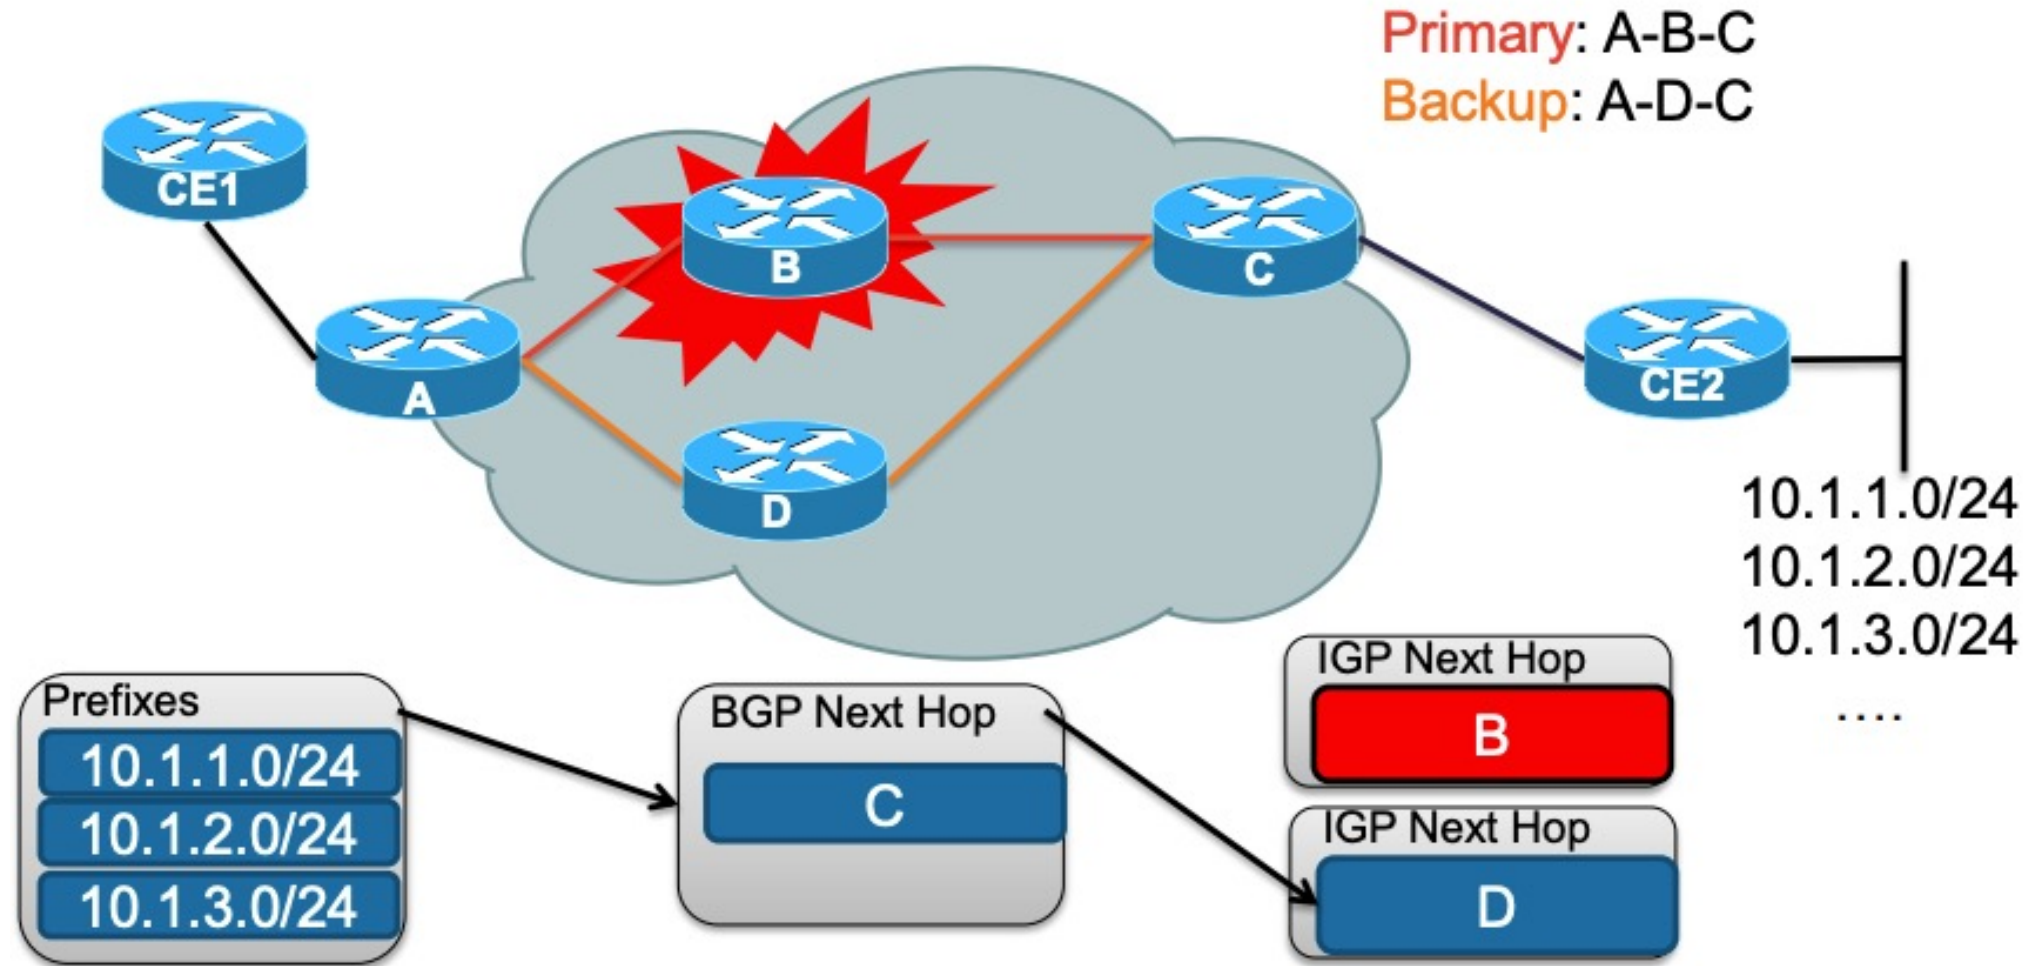 Primary: A-B-C
Backup: A-D-C
CE1
B
C
A
CE2
D
10.1.1.0/24
10.1.2.0/24
10.1.3.0/24
....
Prefixes
10.1.1.0/24
10.1.2.0/24
10.1.3.0/24
BGP Next Hop
C
IGP Next Hop
B
IGP Next Hop
D